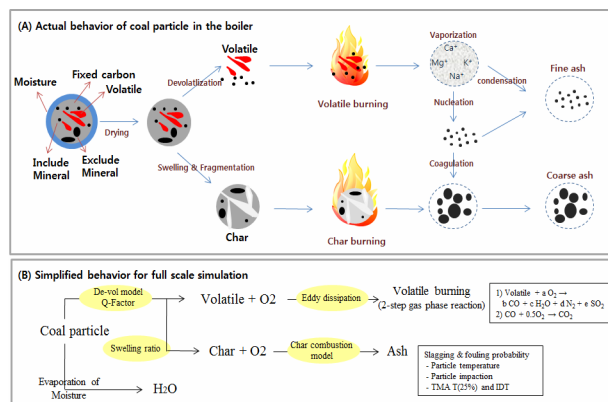 (A) Actual behavior of coal particle in the boiler
Moisture
Fixed carbon
Volatile
Include
Mineral
Exclude
Mineral
Drying
Devolatilization
Swelling & Fragmentation
Volatile
Char
Volatile burning
Char burning
Vaporization
Ca⁺
Mg⁺
K⁺
Na⁺
condensation
Nucleation
Coagulation
Fine ash
Coarse ash
(B) Simplified behavior for full scale simulation
De-vol model
Q-Factor
Coal particle
Swelling ratio
Evaporation of
Moisture
H₂O
Volatile + O2
Eddy dissipation
Volatile burning
(2-step gas phase reaction)
1) Volatile + a O₂ →
b CO + c H₂O + d N₂ + e SO₂
2) CO + 0.5O₂ → CO₂
Char + O2
Char combustion
model
Ash
Slagging & fouling probability
- Particle temperature
- Particle impaction
- TMA T(25%) and IDT